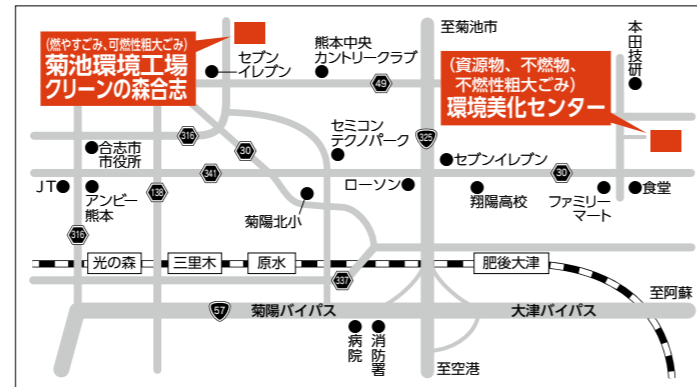 (燃やすごみ、可燃性粗大ごみ)
菊池環境工場
クリーンの森合志
セブン
イレブン
熊本中央
カントリークラブ
至菊池市
本田技研
(資源物、不燃物、
不燃性粗大ごみ)
環境美化センター
49
316
30
341
138
316
325
30
337
57
合志市
市役所
セミコン
テクノパーク
セブンイレブン
JT
アンビー
熊本
菊陽北小
ローソン
翔陽高校
ファミリー
マート
食堂
光の森
三里木
原水
肥後大津
至阿蘇
菊陽バイパス
大津バイパス
病院
消防署
至空港